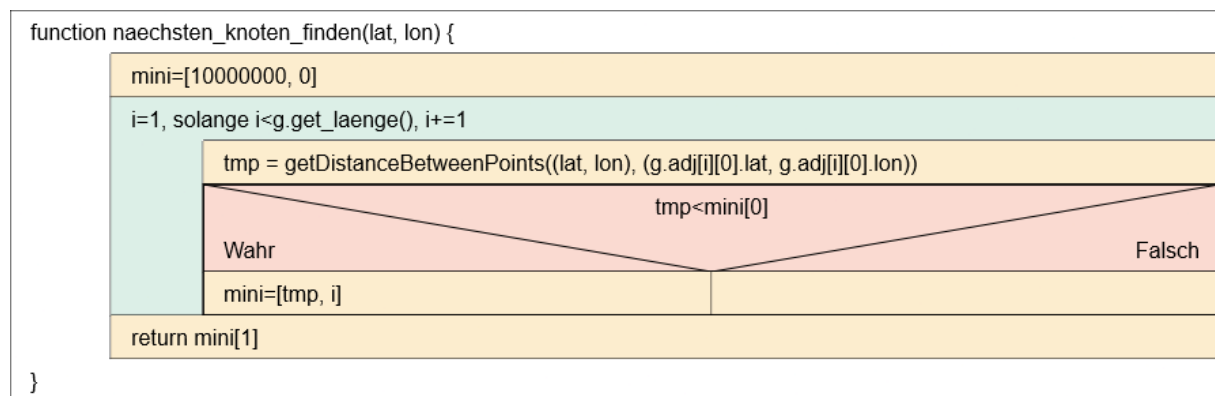 function naechsten_knoten_finden(lat, lon) {
mini=[10000000, 0]
i=1, solange i<g.get_laenge(), i+=1
tmp = getDistanceBetweenPoints((lat, lon), (g.adj[i][0].lat, g.adj[i][0].lon))
tmp<mini[0]
Wahr Falsch
mini=[tmp, i]
return mini[1]
}